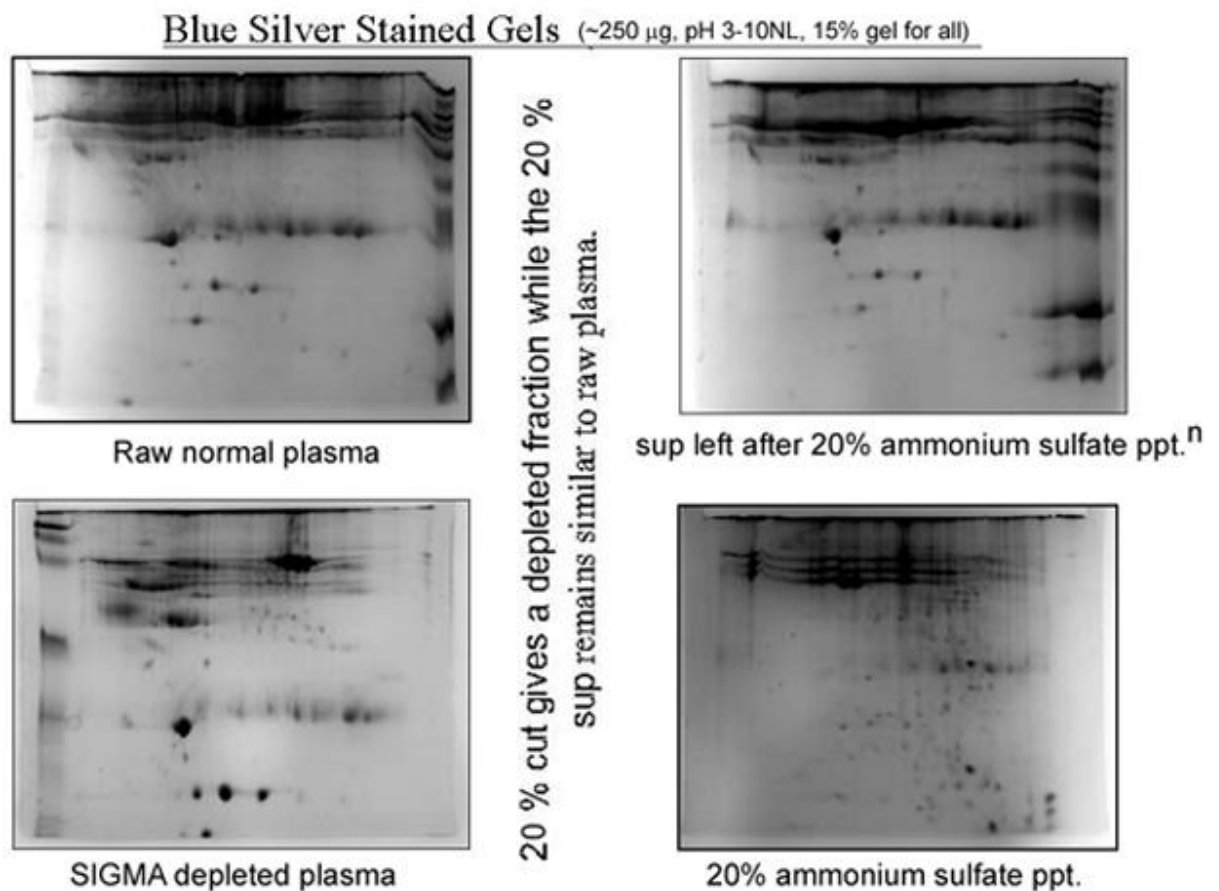 Blue Silver Stained Gels (~250 µg, pH 3-10NL, 15% gel for all)
Raw normal plasma
20 % cut gives a depleted fraction while the 20 %
sup remains similar to raw plasma.
sup left after 20% ammonium sulfate ppt.n
SIGMA depleted plasma
20% ammonium sulfate ppt.